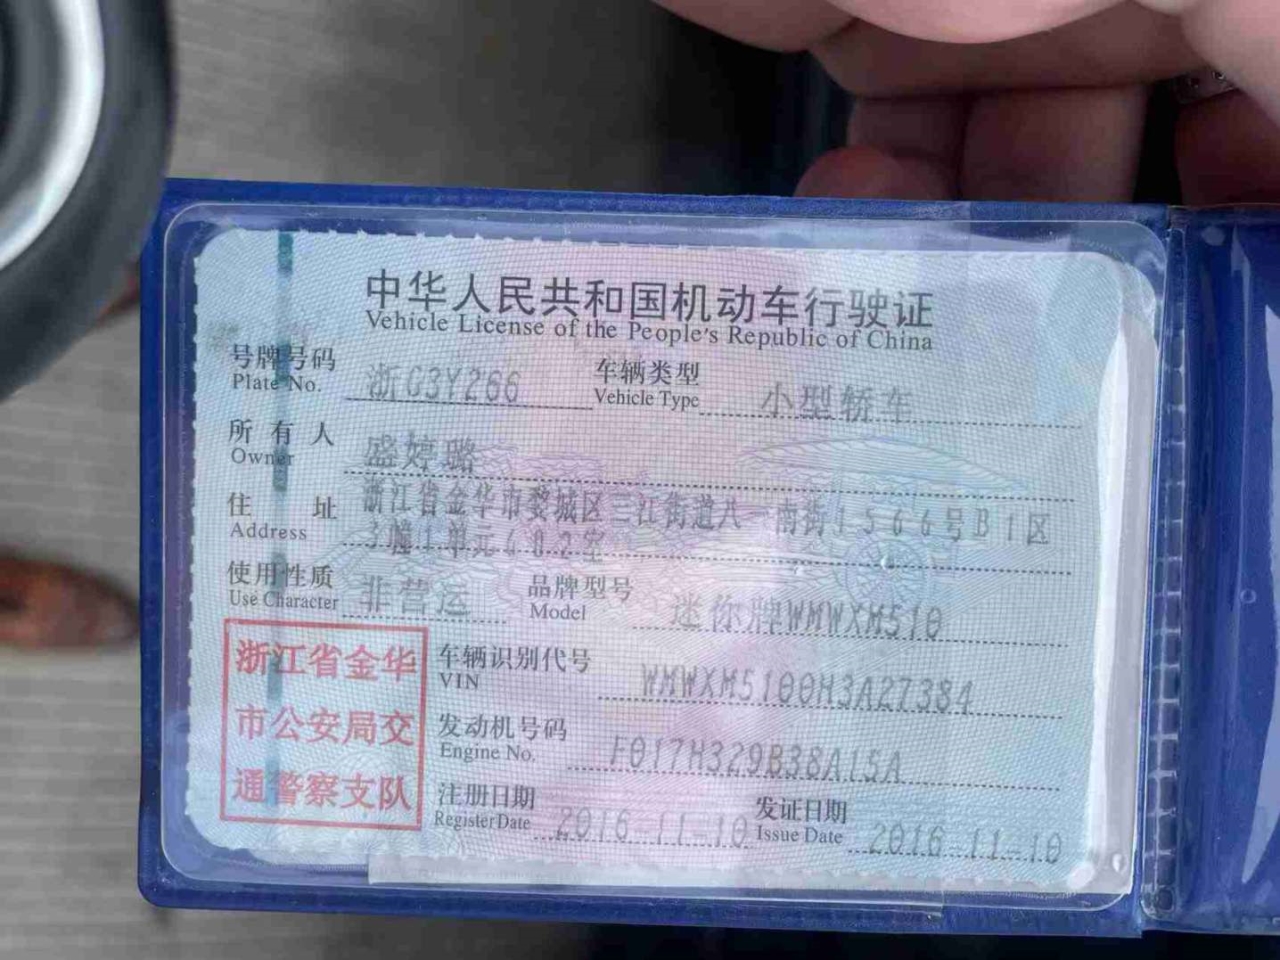 中华人民共和国机动车行驶证
Vehicle License of the People's Republic of China
号牌号码 浙G3Y266 车辆类型 小型轿车
Plate No. Vehicle Type
所有人 盛婷璐
Owner
住址 浙江省金华市婺城区三江街道八一南街1566号B1区
Address 3幢1单元602室
使用性质 非营运 品牌型号 迷你牌WMWXM510
Use Character Model
浙江省金华
市公安局交
通警察支队
车辆识别代号 WMWXM5100H3A27384
VIN
发动机号码 F017H329B38A15A
Engine No.
注册日期 2016-11-10 发证日期 2016-11-10
Register Date Issue Date